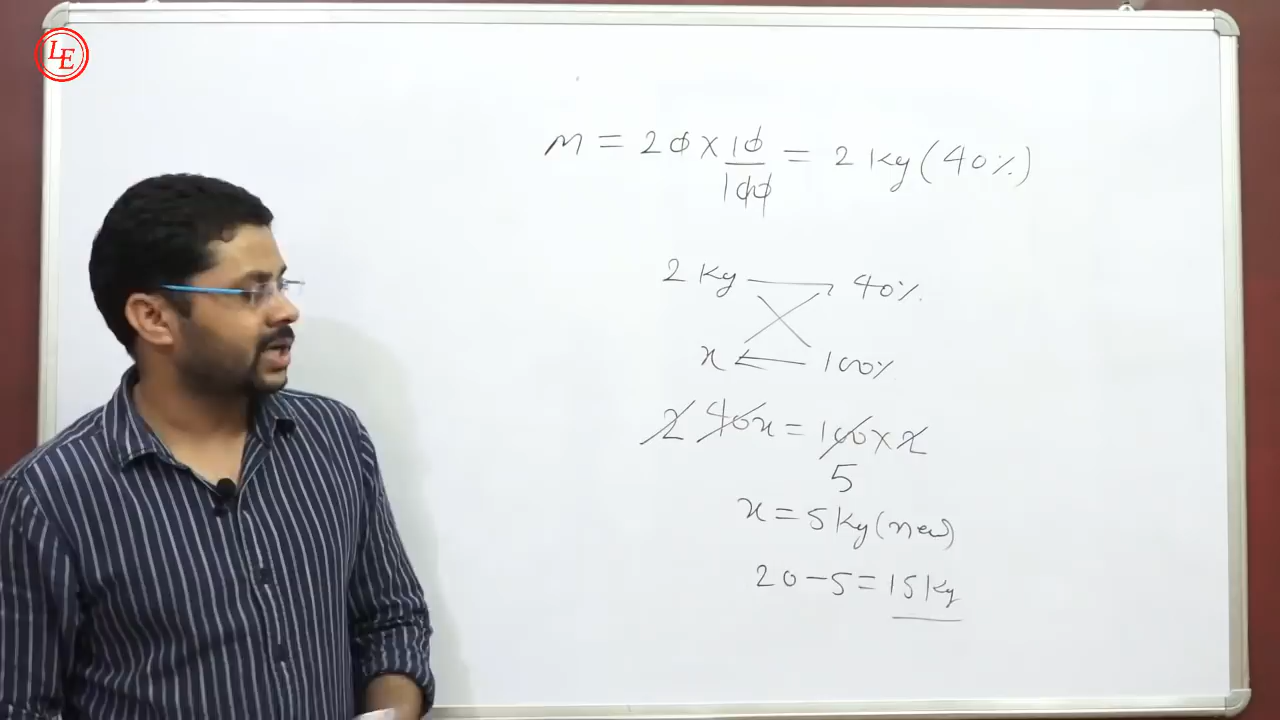 LE
m = 20 × 10/100 = 2 Kg (40%)
2 Kg 40%
x 100%
2 40x = 100 × 2
5
x = 5 Kg (new)
20 - 5 = 15 Kg